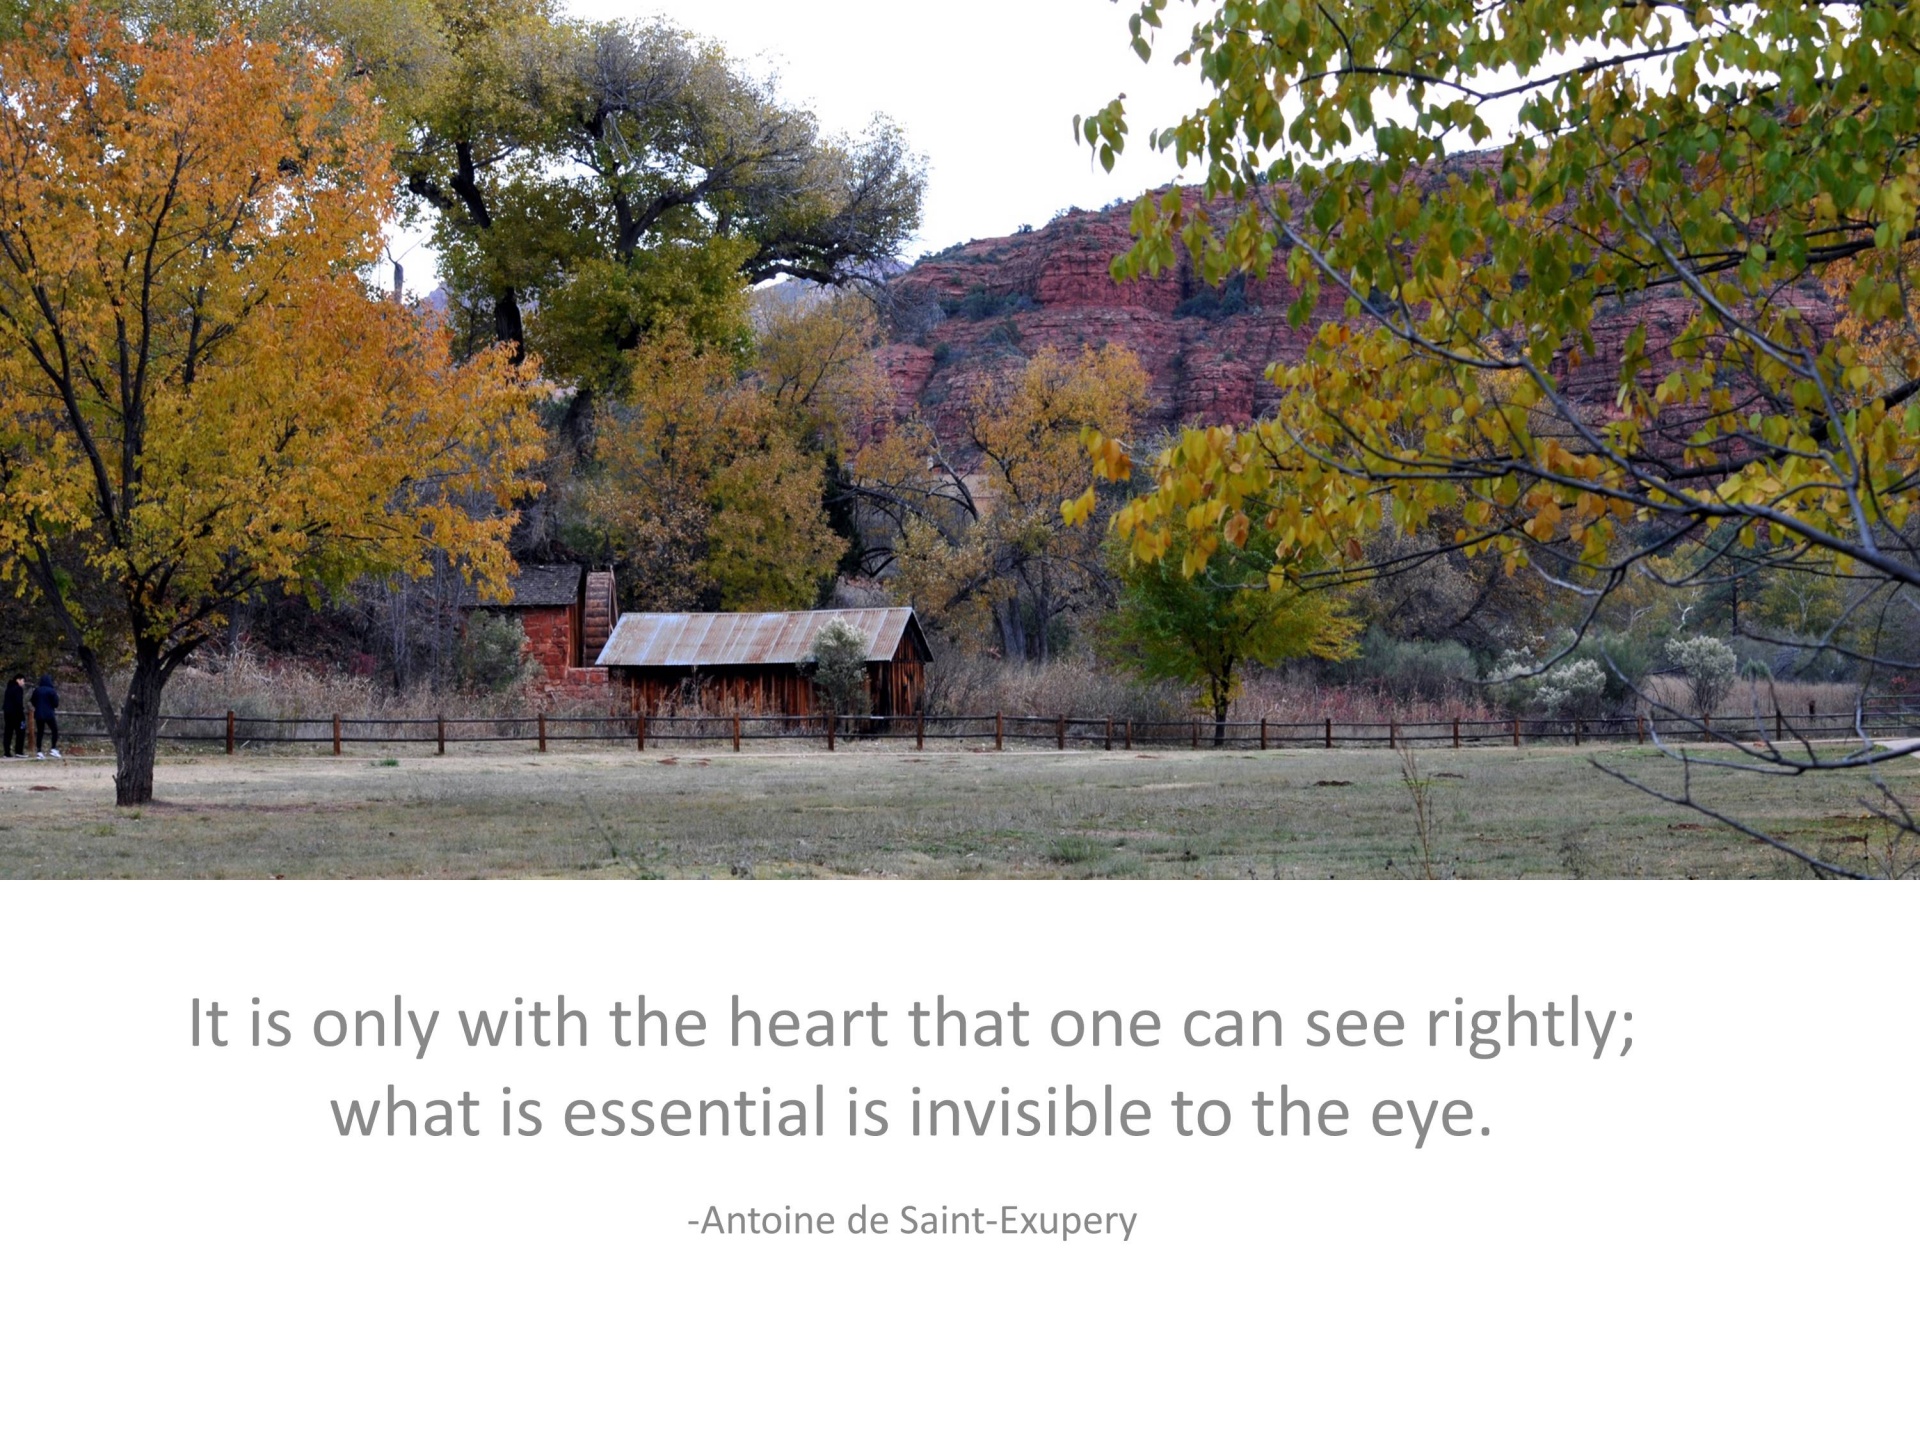 It is only with the heart that one can see rightly;
what is essential is invisible to the eye.
-Antoine de Saint-Exupery